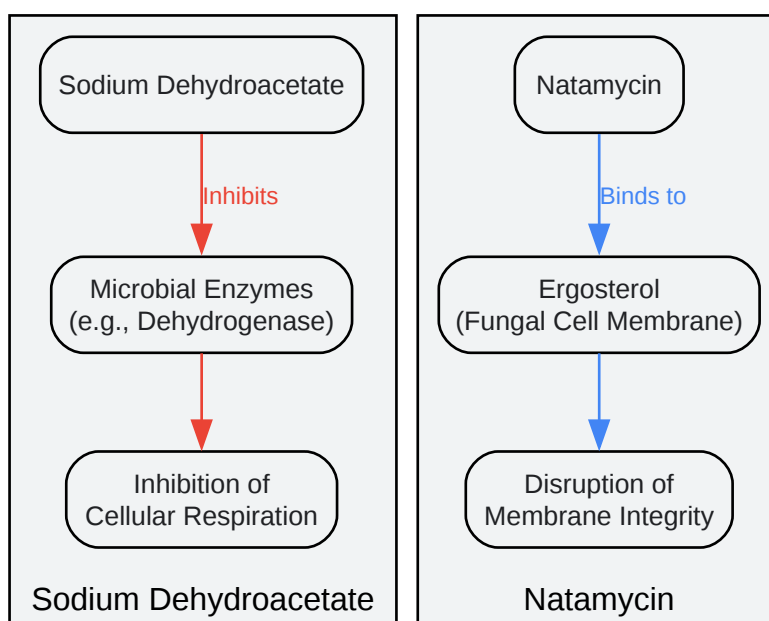 Sodium Dehydroacetate
Inhibits
Microbial Enzymes
(e.g., Dehydrogenase)
Inhibition of
Cellular Respiration
Sodium Dehydroacetate
Natamycin
Binds to
Ergosterol
(Fungal Cell Membrane)
Disruption of
Membrane Integrity
Natamycin